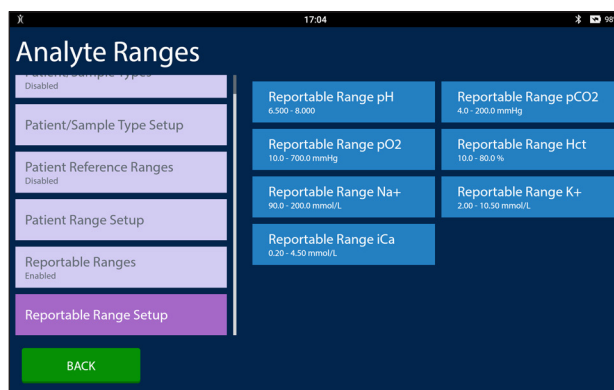 17:04
98
Analyte Ranges
Patient/Sample Types
Disabled
Patient/Sample Type Setup
Patient Reference Ranges
Disabled
Patient Range Setup
Reportable Ranges
Enabled
Reportable Range Setup
BACK
Reportable Range pH
6.500 - 8.000
Reportable Range pCO2
4.0 - 200.0 mmHg
Reportable Range pO2
10.0 - 700.0 mmHg
Reportable Range Hct
10.0 - 80.0 %
Reportable Range Na+
90.0 - 200.0 mmol/L
Reportable Range K+
2.00 - 10.50 mmol/L
Reportable Range iCa
0.20 - 4.50 mmol/L